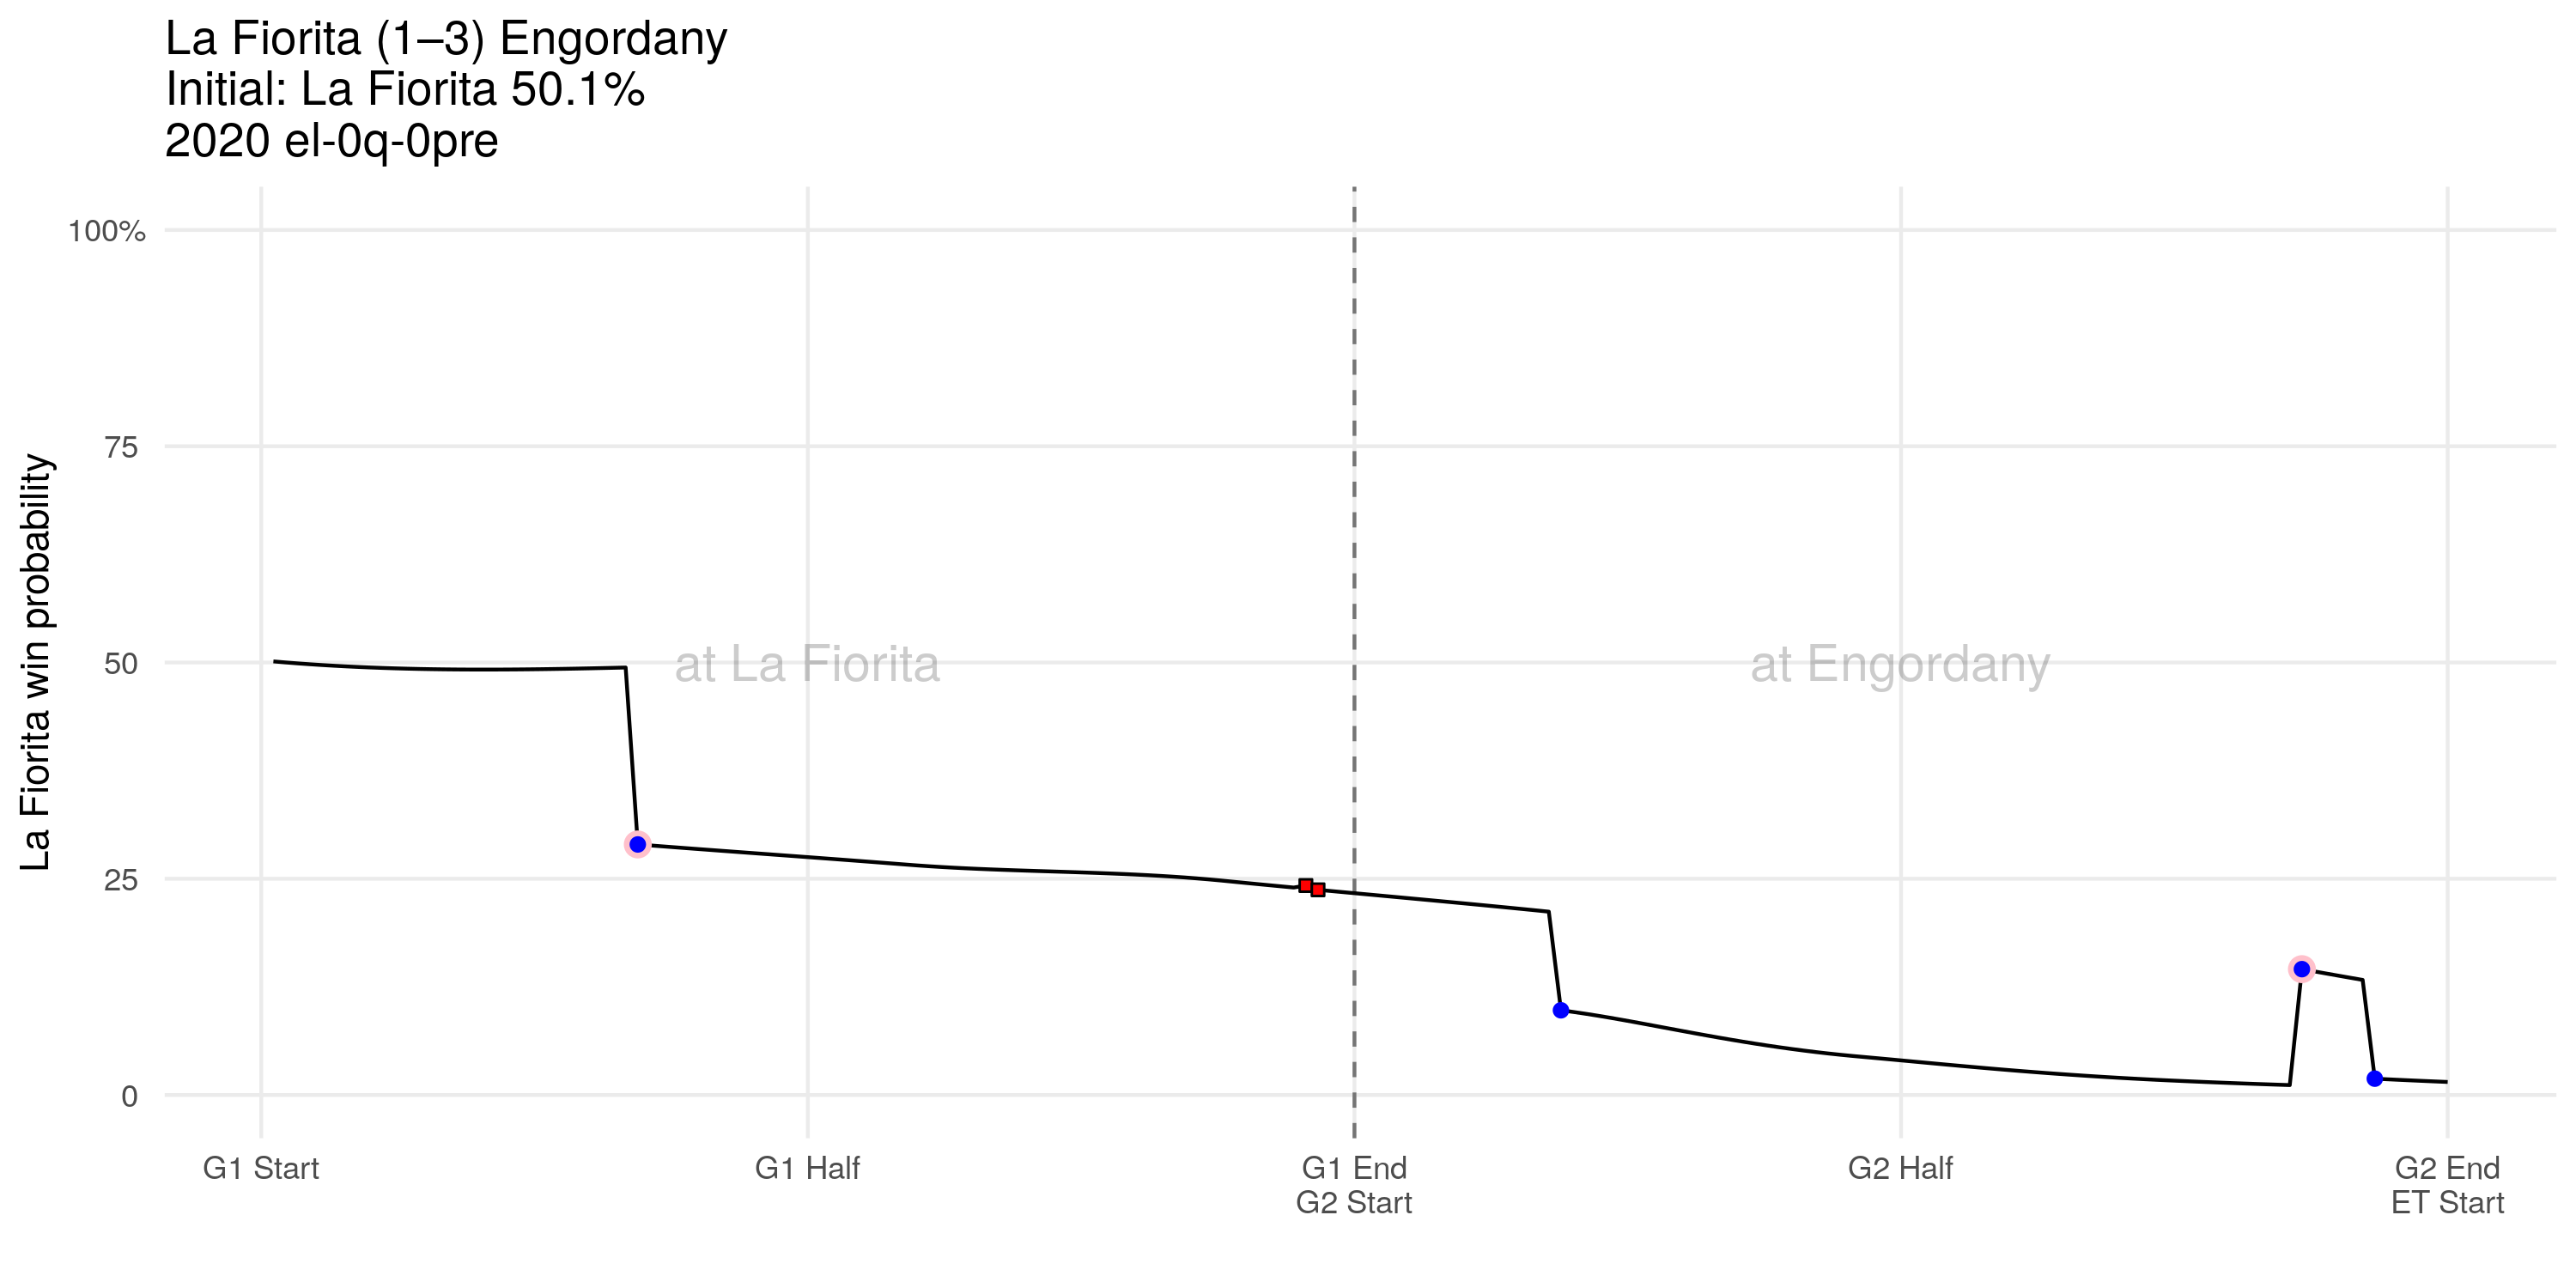 La Fiorita (1–3) Engordany
Initial: La Fiorita 50.1%
2020 el-0q-0pre
La Fiorita win probability
100%
75
50
25
0
at La Fiorita
at Engordany
G1 Start
G1 Half
G1 End
G2 Start
G2 Half
G2 End
ET Start